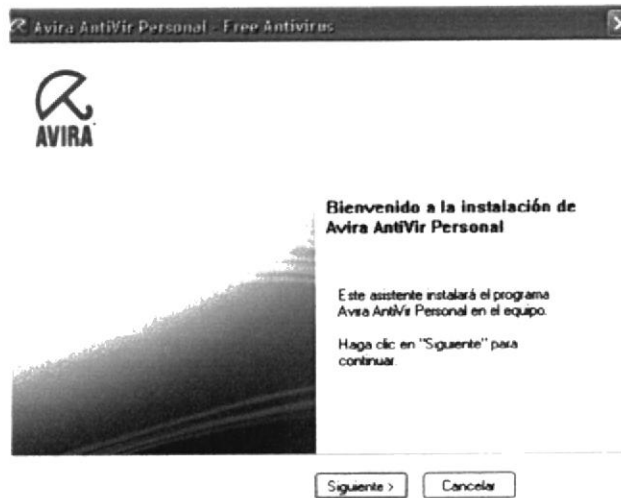 Avira AntiVir Personal - Free Antivirus
AVIRA
Bienvenido a la instalación de
Avira AntiVir Personal
Este asistente instalará el programa
Avira AntiVir Personal en el equipo.
Haga clic en "Siguiente" para
continuar.
Siguiente >
Cancelar